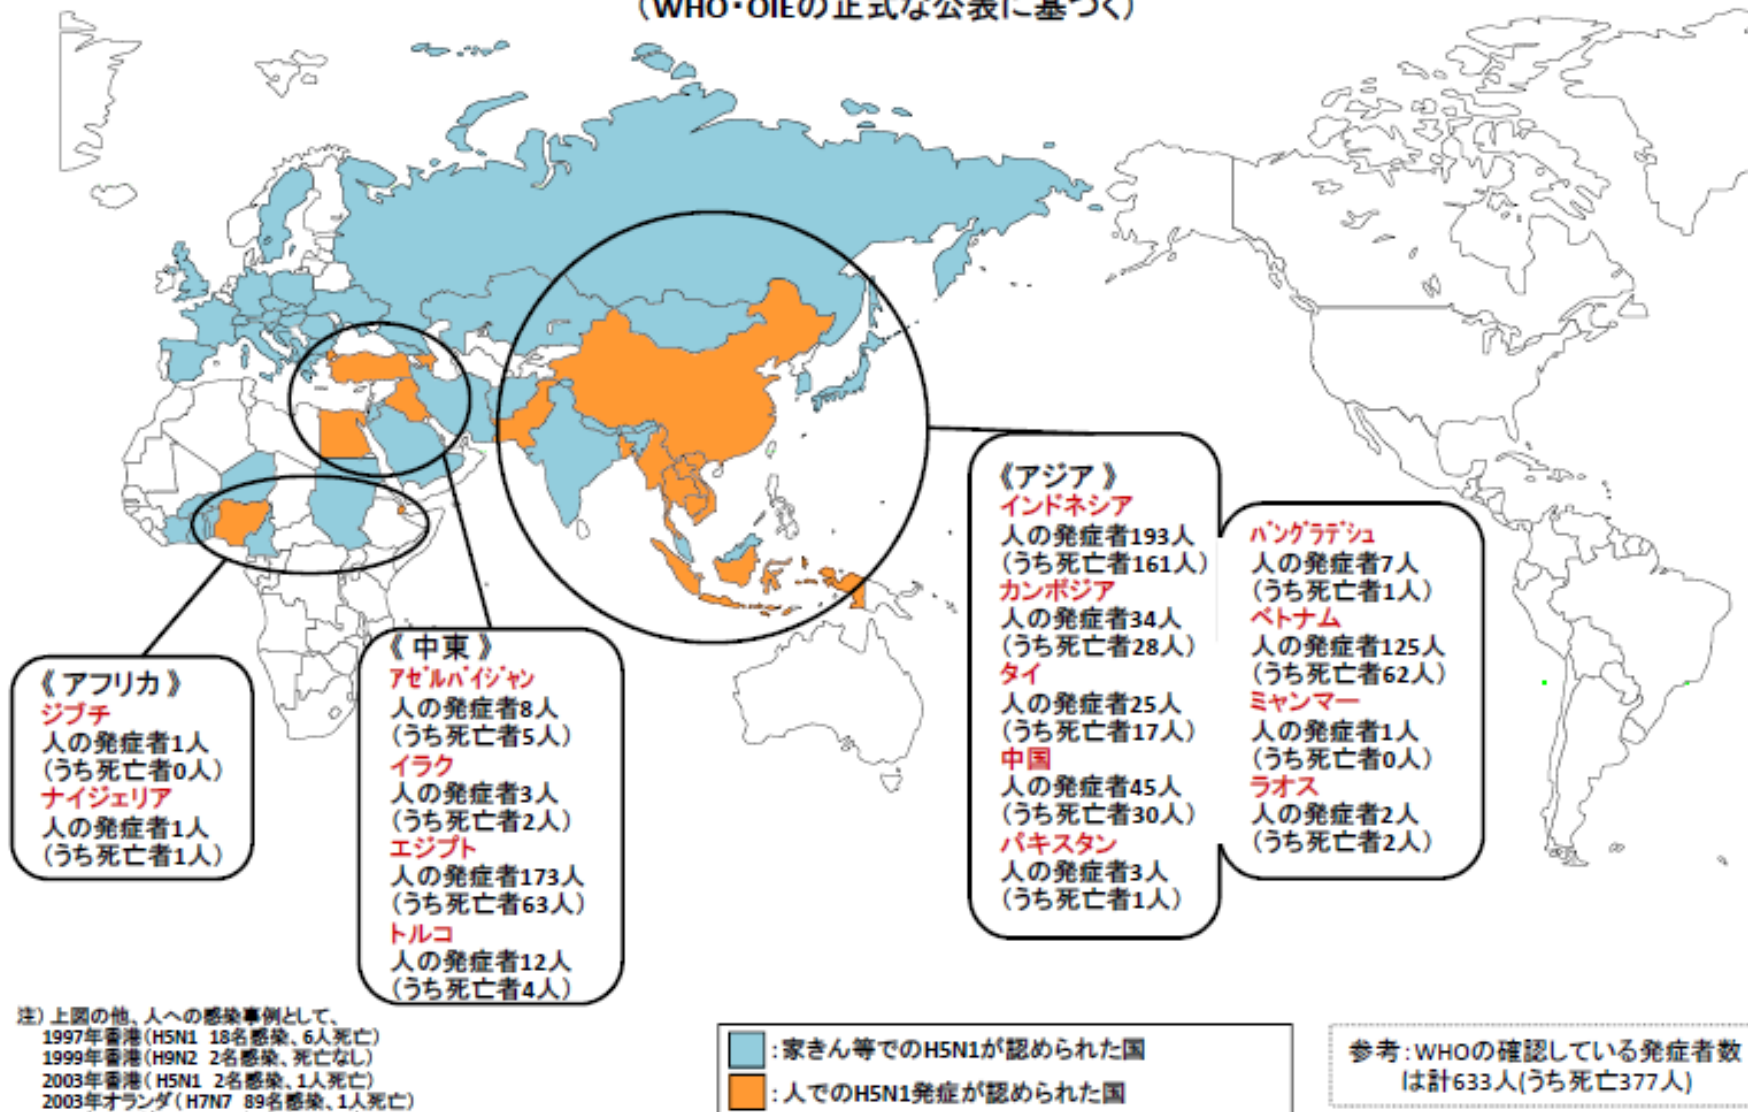 (WHO・OIEの正式な公表に基づく)
《アジア 》
インドネシア
人の発症者193人
(うち死亡者161人)
カンボジア
人の発症者34人
(うち死亡者28人)
タイ
人の発症者25人
(うち死亡者17人)
中国
人の発症者45人
(うち死亡者30人)
パキスタン
人の発症者3人
(うち死亡者1人)
バングラデシュ
人の発症者7人
(うち死亡者1人)
ベトナム
人の発症者125人
(うち死亡者62人)
ミャンマー
人の発症者1人
(うち死亡者0人)
ラオス
人の発症者2人
(うち死亡者2人)
《 中東 》
アゼルバイジャン
人の発症者8人
(うち死亡者5人)
イラク
人の発症者3人
(うち死亡者2人)
エジプト
人の発症者173人
(うち死亡者63人)
トルコ
人の発症者12人
(うち死亡者4人)
《 アフリカ 》
ジブチ
人の発症者1人
(うち死亡者0人)
ナイジェリア
人の発症者1人
(うち死亡者1人)
注) 上図の他、人への感染事例として、
1997年香港(H5N1 18名感染、6人死亡)
1999年香港(H9N2 2名感染、死亡なし)
2003年香港( H5N1 2名感染、1人死亡)
2003年オランダ( H7N7 89名感染、1人死亡)
:家きん等でのH5N1が認められた国
:人でのH5N1発症が認められた国
参考:WHOの確認している発症者数
は計633人(うち死亡377人)